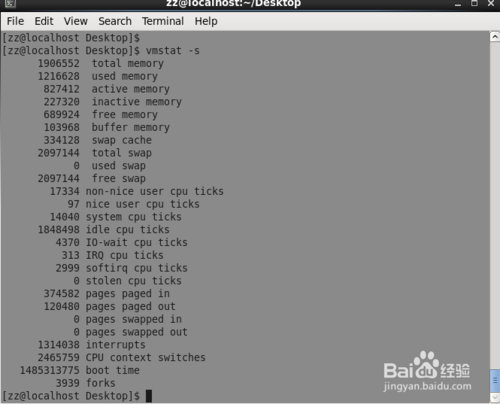 zz@localhost:~/Desktop
File Edit View Search Terminal Help
[zz@localhost Desktop]$
[zz@localhost Desktop]$ vmstat -s
1906552 total memory
1216628 used memory
827412 active memory
227320 inactive memory
689924 free memory
103968 buffer memory
334128 swap cache
2097144 total swap
0 used swap
2097144 free swap
17334 non-nice user cpu ticks
97 nice user cpu ticks
14040 system cpu ticks
1848498 idle cpu ticks
4370 IO-wait cpu ticks
313 IRQ cpu ticks
2999 softirq cpu ticks
0 stolen cpu ticks
374582 pages paged in
120480 pages paged out
0 pages swapped in
0 pages swapped out
1314038 interrupts
2465759 CPU context switches
1485313775 boot time
3939 forks
[zz@localhost Desktop]$
Baidu 经验
jingyan.baidu.com